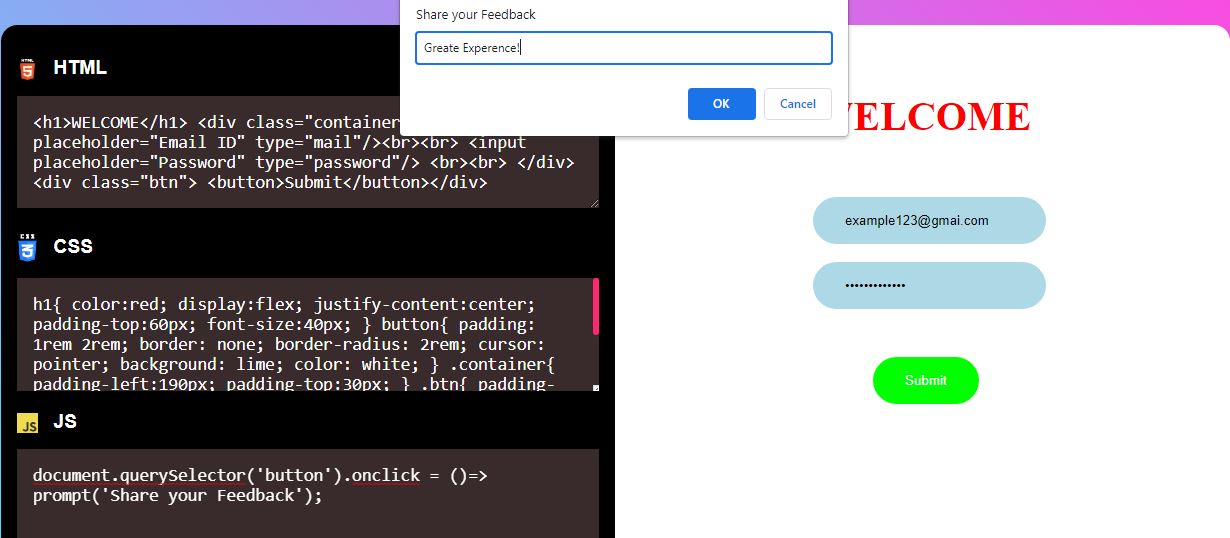 Share your Feedback
Greate Experence!
OK
Cancel
HTML
HTML
<h1>WELCOME</h1> <div class="container
placeholder="Email ID" type="mail"/><br><br> <input
placeholder="Password" type="password"/> <br><br> </div>
<div class="btn"> <button>Submit</button></div>
CSS
CSS
h1{ color:red; display:flex; justify-content:center;
padding-top:60px; font-size:40px; } button{ padding:
1rem 2rem; border: none; border-radius: 2rem; cursor:
pointer; background: lime; color: white; } .container{
padding-left:190px; padding-top:30px; } .btn{ padding-
JS
JS
document.querySelector('button').onclick = ()=>
prompt('Share your Feedback');
WELCOME
example123@gmai.com
•••••••••••••
Submit